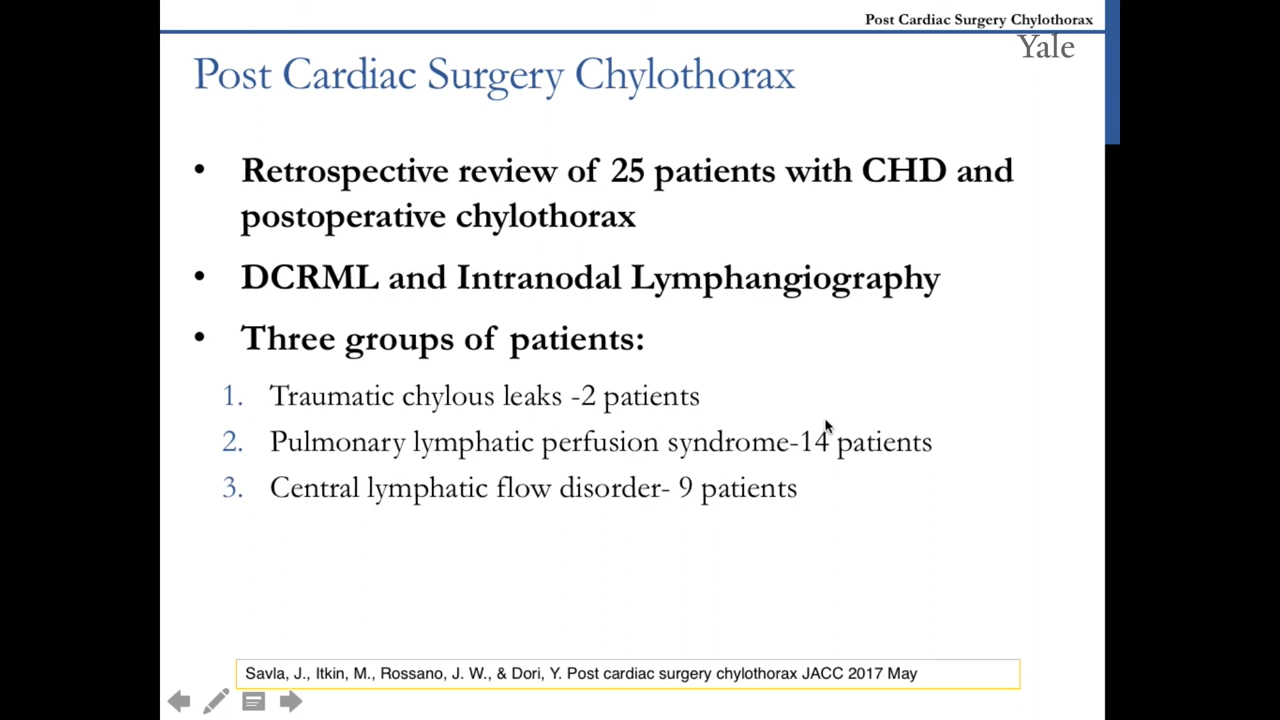 Post Cardiac Surgery Chylothorax
Yale
Post Cardiac Surgery Chylothorax
• Retrospective review of 25 patients with CHD and
postoperative chylothorax
• DCRML and Intranodal Lymphangiography
• Three groups of patients:
1. Traumatic chylous leaks -2 patients
2. Pulmonary lymphatic perfusion syndrome-14 patients
3. Central lymphatic flow disorder- 9 patients
Savla, J., Itkin, M., Rossano, J. W., & Dori, Y. Post cardiac surgery chylothorax JACC 2017 May